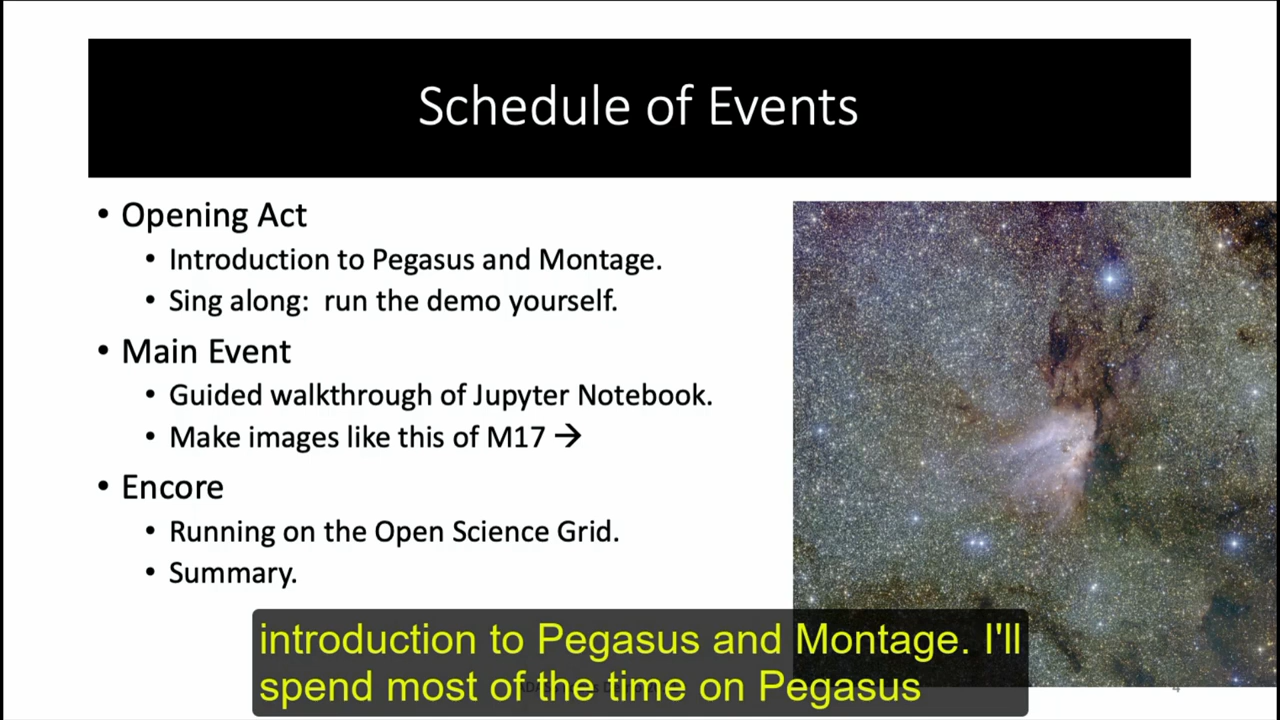 Schedule of Events
• Opening Act
• Introduction to Pegasus and Montage.
• Sing along: run the demo yourself.
• Main Event
• Guided walkthrough of Jupyter Notebook.
• Make images like this of M17 →
• Encore
• Running on the Open Science Grid.
• Summary.
introduction to Pegasus and Montage. I'll
spend most of the time on Pegasus
4